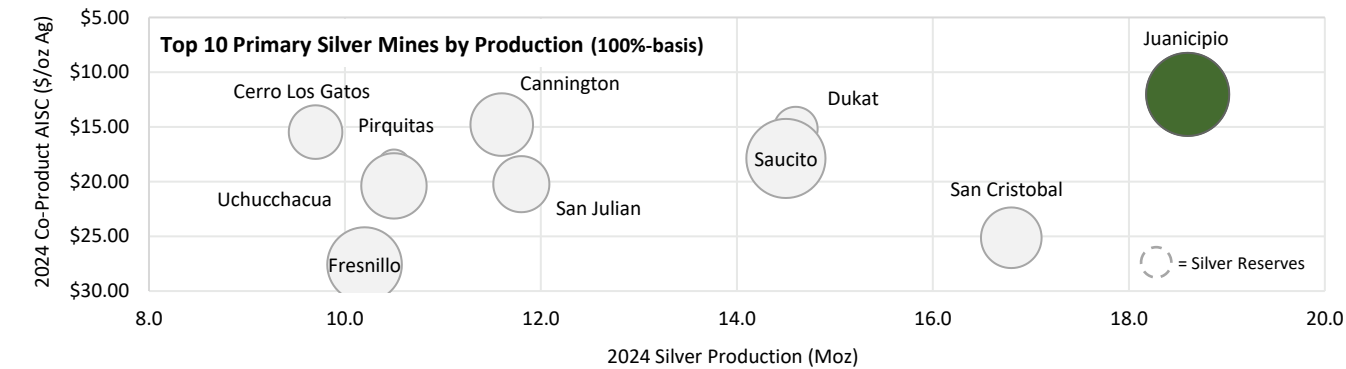 2024 Co-Product AISC ($/oz Ag)
$5.00
$10.00
$15.00
$20.00
$25.00
$30.00
Top 10 Primary Silver Mines by Production (100%-basis)
Juanicipio
Cannington
Cerro Los Gatos
Dukat
Pirquitas
Saucito
San Cristobal
Uchucchacua
San Julian
Fresnillo
= Silver Reserves
8.0 10.0 12.0 14.0 16.0 18.0 20.0
2024 Silver Production (Moz)